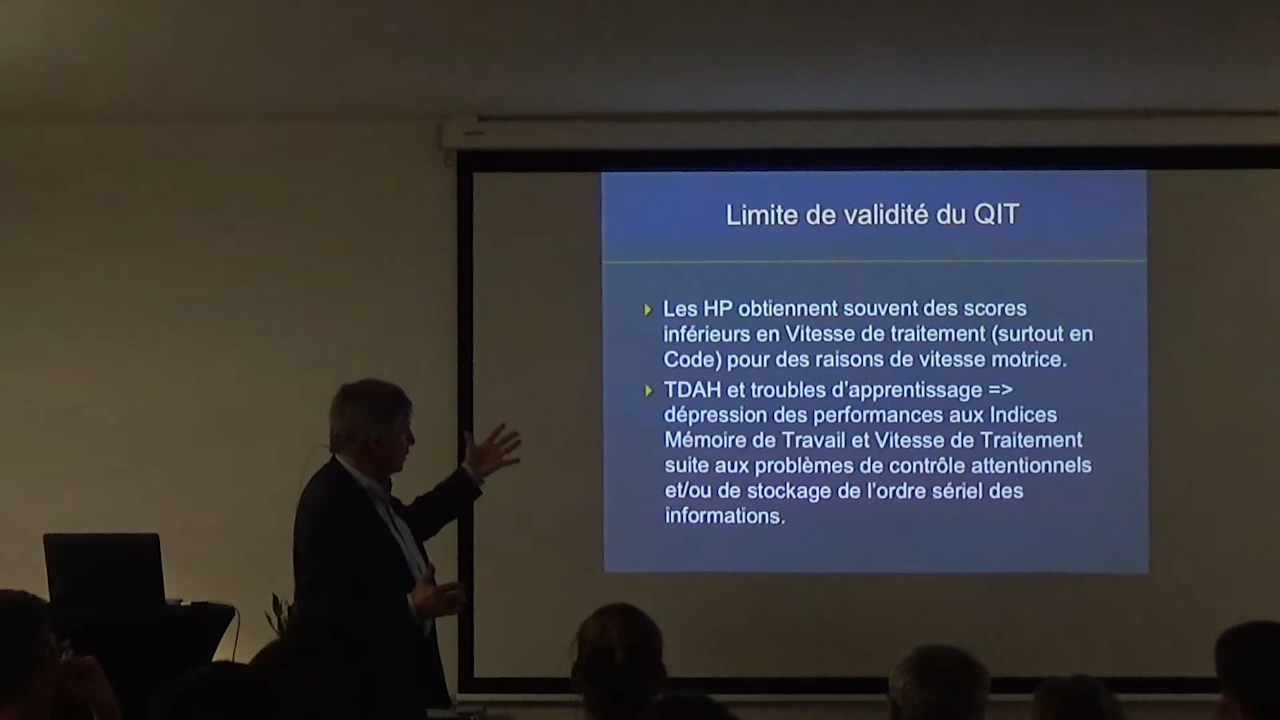 Limite de validité du QIT
Les HP obtiennent souvent des scores
inférieurs en Vitesse de traitement (surtout en
Code) pour des raisons de vitesse motrice.
TDAH et troubles d'apprentissage =>
dépression des performances aux Indices
Mémoire de Travail et Vitesse de Traitement
suite aux problèmes de contrôle attentionnels
et/ou de stockage de l'ordre sériel des
informations.